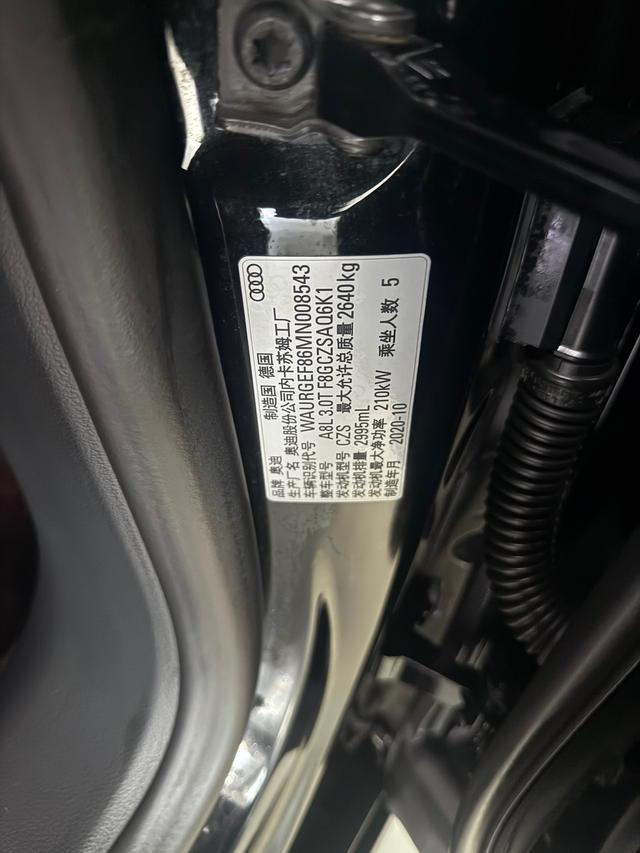 品牌 奥迪 制造国 德国
生产厂名 奥迪股份公司内卡苏姆工厂
车辆识别代号 WAURGEF86MN008543
整车型号 A8L 3.0T F8GCZSAQ6K1
发动机型号 CZS 最大允许总质量 2640kg
发动机排量 2995mL
发动机最大净功率 210kW 乘坐人数 5
制造年月 2020-10